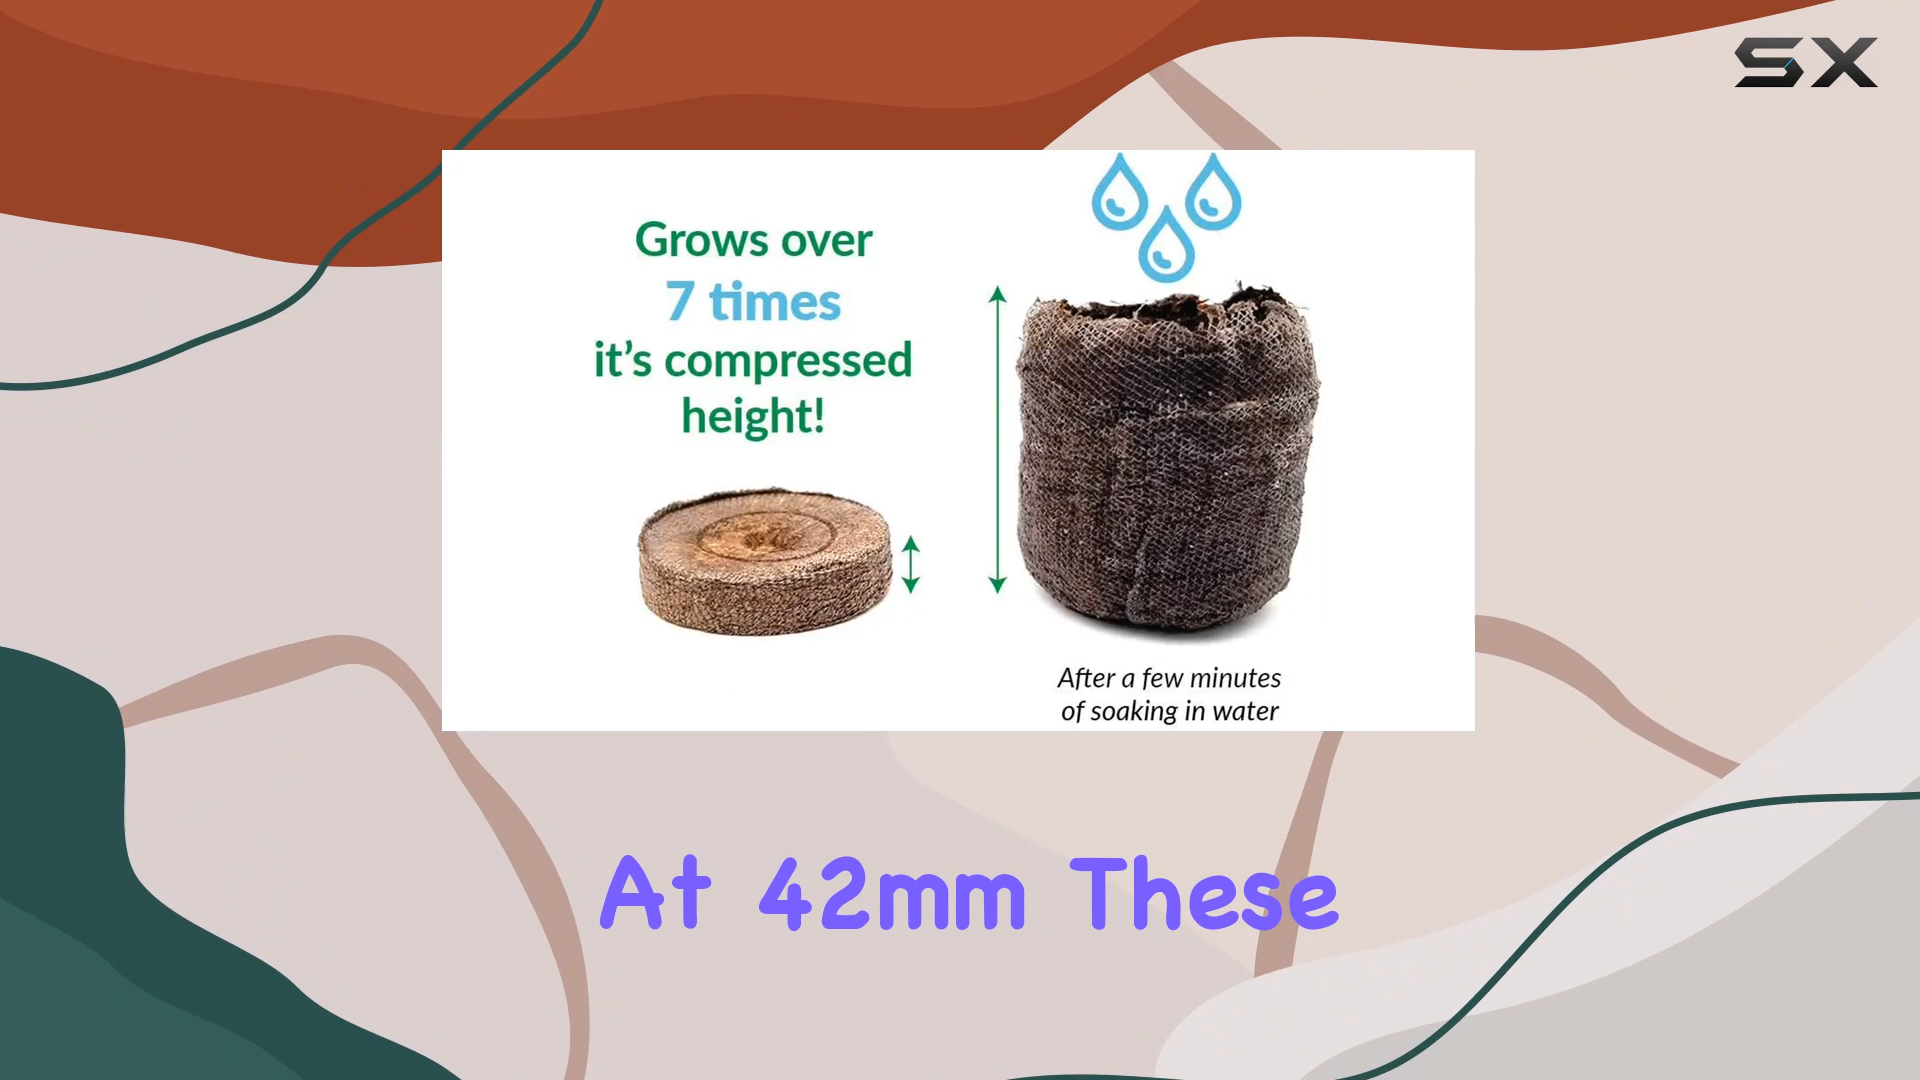 SX
Grows over
7 times
it's compressed
height!
After a few minutes
of soaking in water
At 42mm These